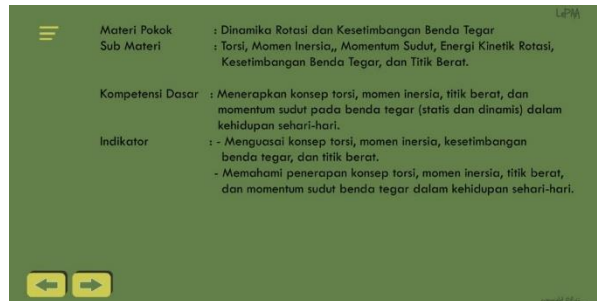 LePM
Materi Pokok : Dinamika Rotasi dan Kesetimbangan Benda Tegar
Sub Materi : Torsi, Momen Inersia,, Momentum Sudut, Energi Kinetik Rotasi,
Kesetimbangan Benda Tegar, dan Titik Berat.
Kompetensi Dasar : Menerapkan konsep torsi, momen inersia, titik berat, dan
momentum sudut pada benda tegar (statis dan dinamis) dalam
kehidupan sehari-hari.
Indikator : - Menguasai konsep torsi, momen inersia, kesetimbangan
benda tegar, dan titik berat.
- Memahami penerapan konsep torsi, momen inersia, titik berat,
dan momentum sudut benda tegar dalam kehidupan sehari-hari.